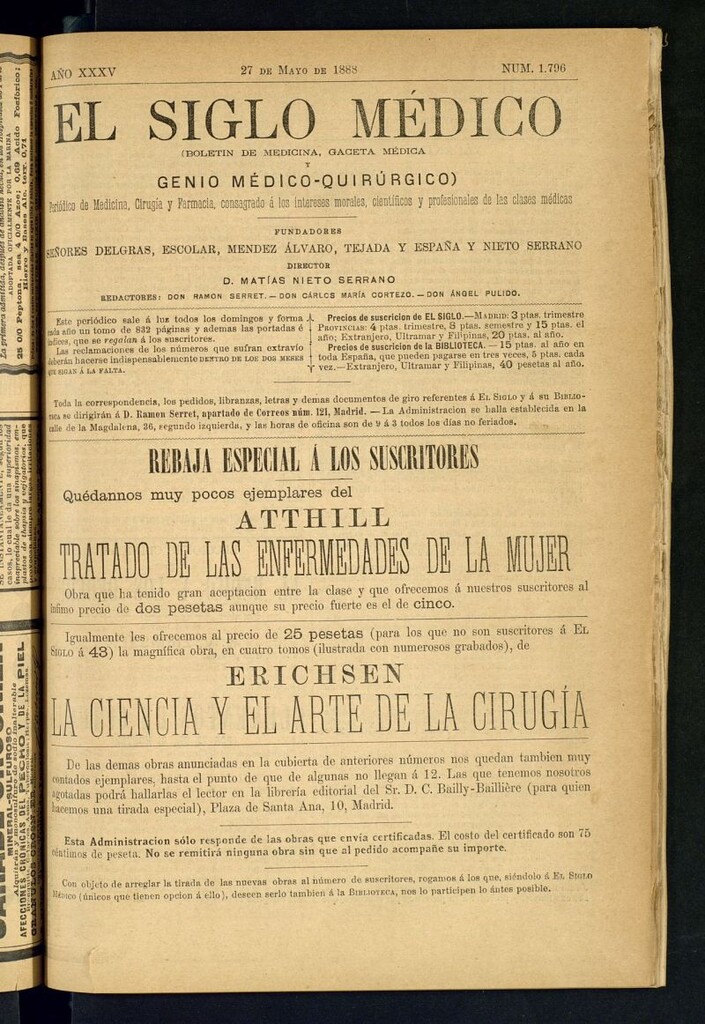 AÑO XXXV 27 DE MAYO DE 1888 NUM. 1.796
EL SIGLO MÉDICO
(BOLETIN DE MEDICINA, GACETA MÉDICA
Y
GENIO MÉDICO-QUIRÚRGICO)
Periódico de Medicina, Cirugía y Farmacia, consagrado á los intereses morales, científicos y profesionales de las clases médicas
FUNDADORES
SEÑORES DELGRAS, ESCOLAR, MENDEZ ÁLVARO, TEJADA Y ESPAÑA Y NIETO SERRANO
DIRECTOR
D. MATÍAS NIETO SERRANO
REDACTORES: DON RAMON SERRET.—DON CÁRLOS MARÍA CORTEZO.—DON ÁNGEL PULIDO.
Este periódico sale á luz todos los domingos y forma
cada año un tomo de 832 páginas y ademas las portadas é
índices, que se regalan á los suscritores.
Las reclamaciones de los números que sufran extravío
deberán hacerse indispensablemente DENTRO DE LOS DOS MESES
QUE SIGAN Á LA FALTA.
Precios de suscricion de EL SIGLO.—MADRID: 3 ptas. trimestre
PROVINCIAS: 4 ptas. trimestre, 8 ptas. semestre y 15 ptas. el
año; Extranjero, Ultramar y Filipinas, 20 ptas. al año.
Precios de suscricion de la BIBLIOTECA.—15 ptas. al año en
toda España, que pueden pagarse en tres veces, 5 ptas. cada
vez.—Extranjero, Ultramar y Filipinas, 40 pesetas al año.
Toda la correspondencia, los pedidos, libranzas, letras y demas documentos de giro referentes á EL SIGLO y á su BIBLIO-
TECA se dirigirán á D. Ramon Serret, apartado de Correos núm. 121, Madrid.—La Administracion se halla establecida en la
calle de la Magdalena, 36, segundo izquierda, y las horas de oficina son de 9 á 3 todos los días no feriados.
REBAJA ESPECIAL Á LOS SUSCRITORES
Quédannos muy pocos ejemplares del
ATTHILL
TRATADO DE LAS ENFERMEDADES DE LA MUJER
Obra que ha tenido gran aceptacion entre la clase y que ofrecemos á nuestros suscritores al
ínfimo precio de dos pesetas aunque su precio fuerte es el de cinco.
Igualmente les ofrecemos al precio de 25 pesetas (para los que no son suscritores á EL
SIGLO á 43) la magnífica obra, en cuatro tomos (ilustrada con numerosos grabados), de
ERICHSEN
LA CIENCIA Y EL ARTE DE LA CIRUGÍA
De las demas obras anunciadas en la cubierta de anteriores números nos quedan tambien muy
contados ejemplares, hasta el punto de que de algunas no llegan á 12. Las que tenemos nosotros
agotadas podrá hallarlas el lector en la librería editorial del Sr. D. C. Bailly-Baillière (para quien
hacemos una tirada especial), Plaza de Santa Ana, 10, Madrid.
Esta Administracion sólo responde de las obras que envía certificadas. El costo del certificado son 75
céntimos de peseta. No se remitirá ninguna obra sin que al pedido acompañe su importe.
Con objeto de arreglar la tirada de las nuevas obras al número de suscritores, rogamos á los que, siéndolo á EL SIGLO
MÉDICO (únicos que tienen opcion á ello), deseen serlo tambien á la BIBLIOTECA, nos lo participen lo ántes posible.
MINERAL-SULFUROSO
AFECCIONES CRÓNICAS DEL PECHO Y DE LA PIEL